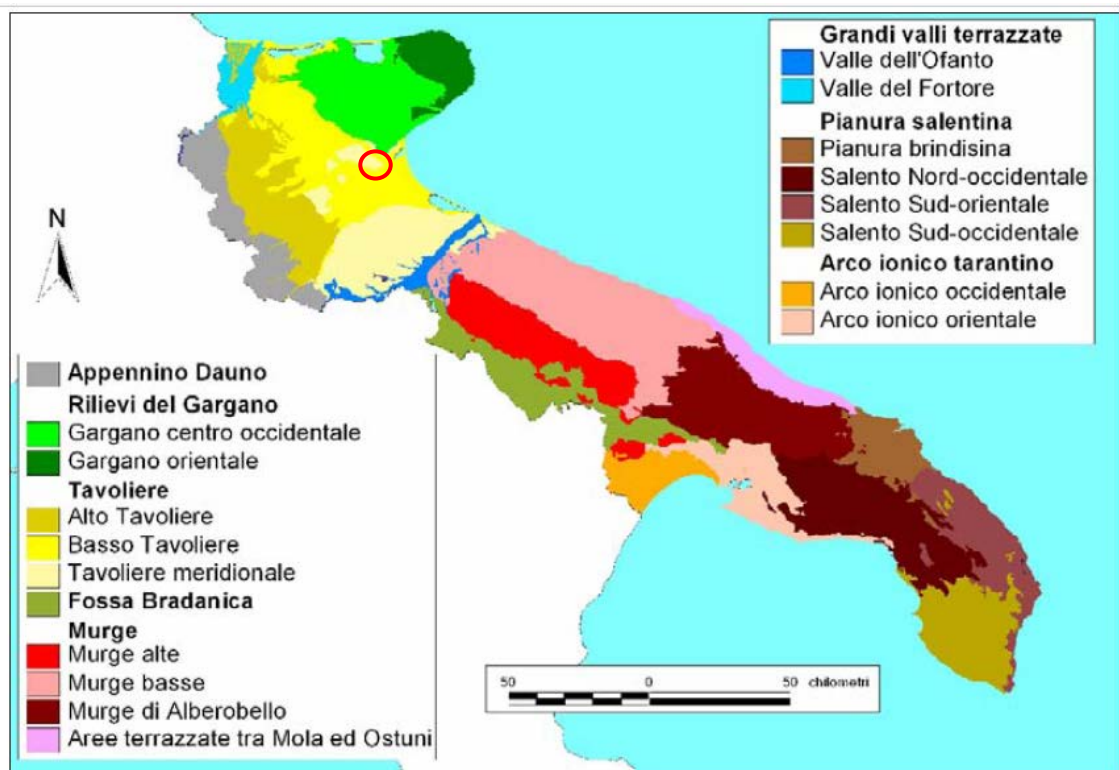 Grandi valli terrazzate
Valle dell'Ofanto
Valle del Fortore
Pianura salentina
Pianura brindisina
Salento Nord-occidentale
Salento Sud-orientale
Salento Sud-occidentale
Arco ionico tarantino
Arco ionico occidentale
Arco ionico orientale
N
Appennino Dauno
Rilievi del Gargano
Gargano centro occidentale
Gargano orientale
Tavoliere
Alto Tavoliere
Basso Tavoliere
Tavoliere meridionale
Fossa Bradanica
Murge
Murge alte
Murge basse
Murge di Alberobello
Aree terrazzate tra Mola ed Ostuni
50 0 50 chilometri